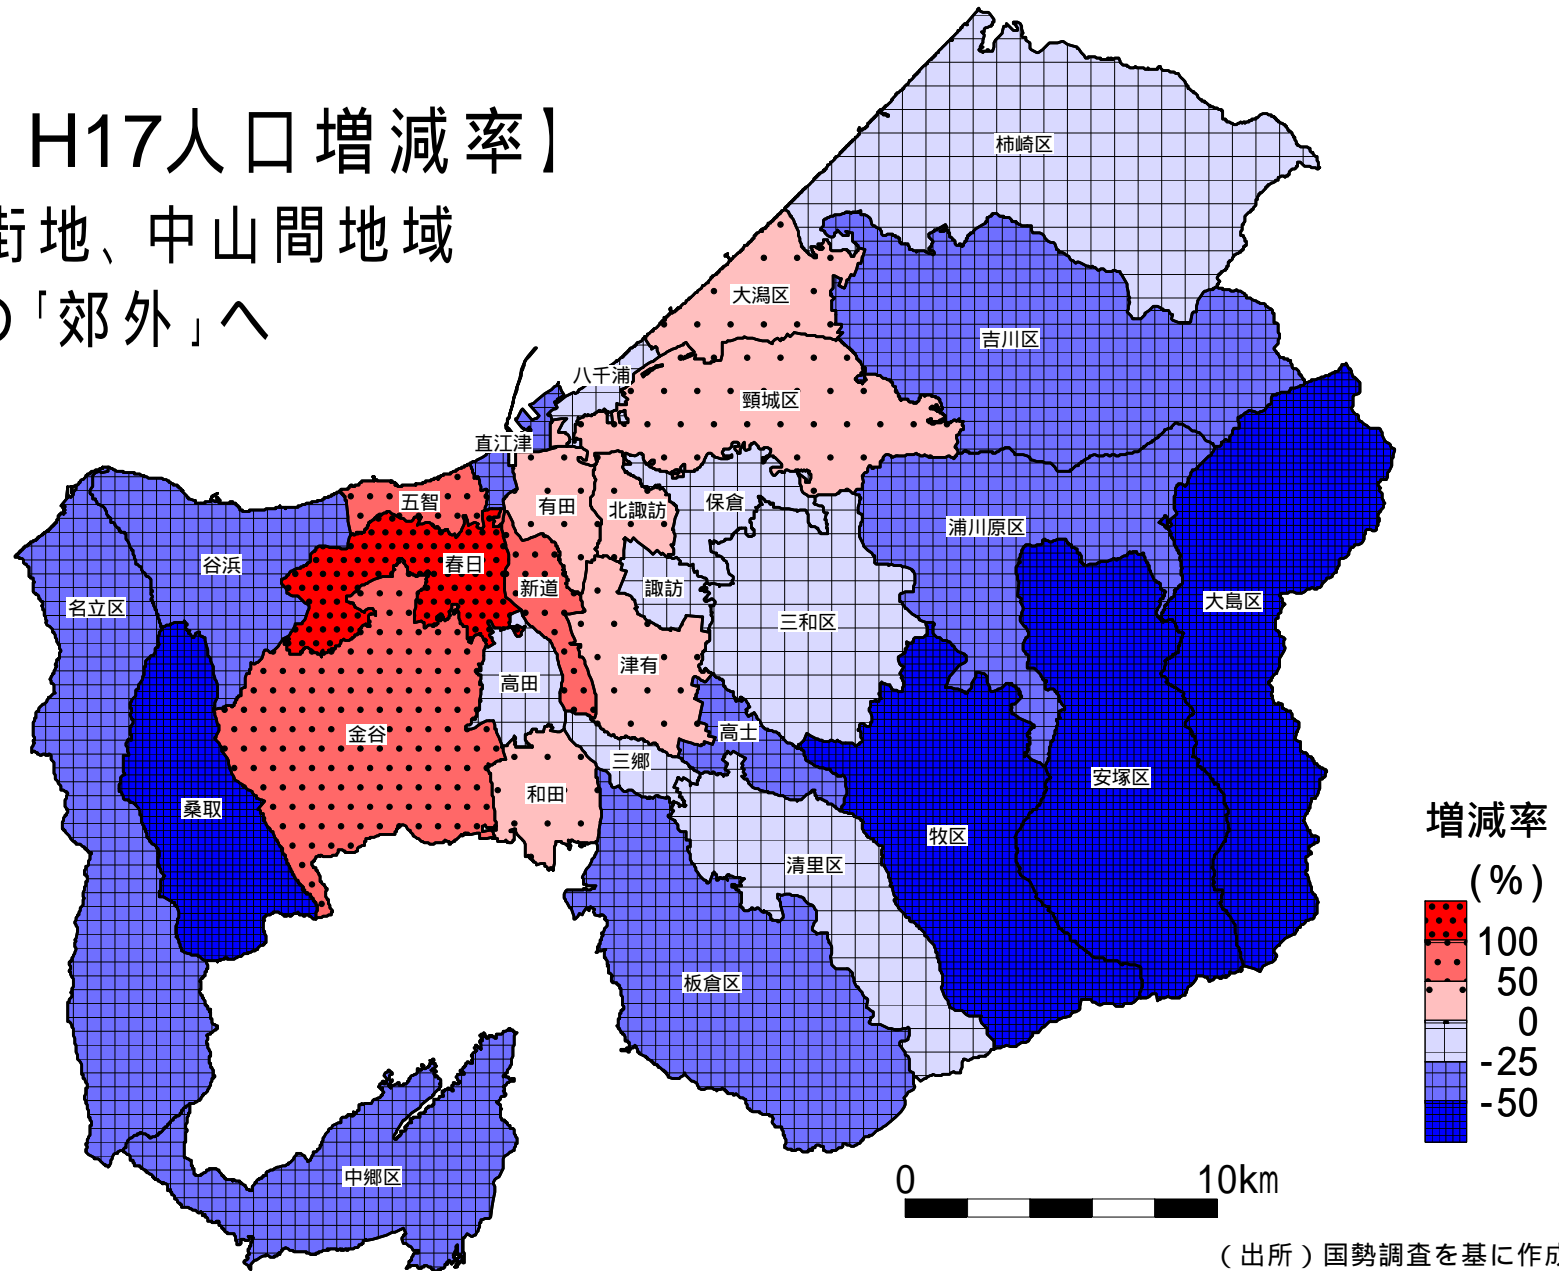 H17人口増減率】
街地、中山間地域
の「郊外」へ
柿崎区
大潟区
吉川区
八千浦
頸城区
直江津
五智
有田
北諏訪
保倉
浦川原区
谷浜
春日
新道
諏訪
名立区
大島区
三和区
津有
高田
金谷
高士
三郷
安塚区
和田
桑取
牧区
清里区
板倉区
中郷区
増減率
(%)
100
50
0
-25
-50
0 10km
(出所)国勢調査を基に作成